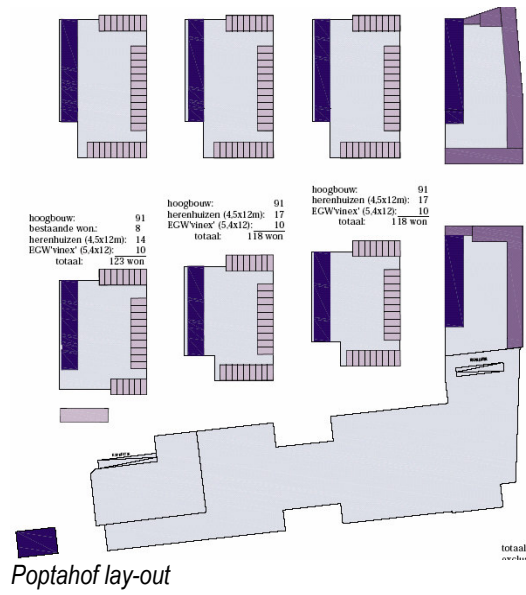 hoogbouw: 91
bestaande won.: 8
herenhuizen (4,5x12m): 14
EGW'vinex' (5,4x12): 10
totaal: 123 won
hoogbouw: 91
herenhuizen (4,5x12m): 17
EGW'vinex' (5,4x12): 10
totaal: 118 won
hoogbouw: 91
herenhuizen (4,5x12m): 17
EGW'vinex' (5,4x12): 10
totaal: 118 won
totaal
Poptahof lay-out